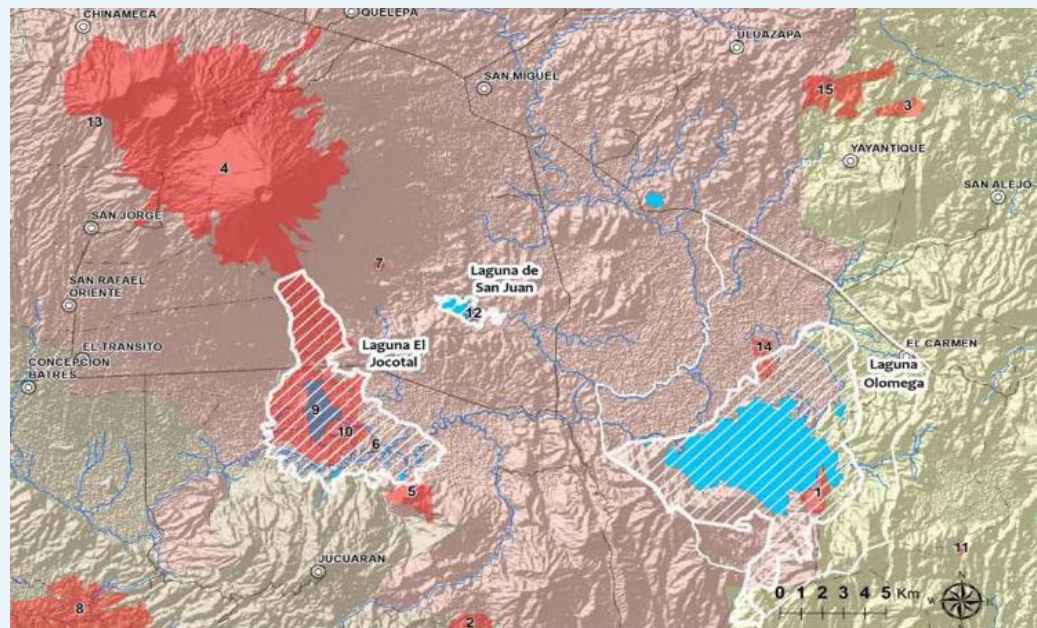 CHINAMECA
QUELEPA
ULUAZAPA
SAN MIGUEL
15
3
13
4
YAYANTIQUE
SAN ALEJO
SAN JORGE
7
Laguna de
San Juan
SAN RAFAEL
ORIENTE
12
Laguna El
Jocotal
EL TRANSITO
CONCEPCION
BATRES
14
EL CARMEN
Laguna
Olomega
9
10
6
5
1
11
JUCUARAN
8
2
0 1 2 3 4 5 Km
N
W
E
S